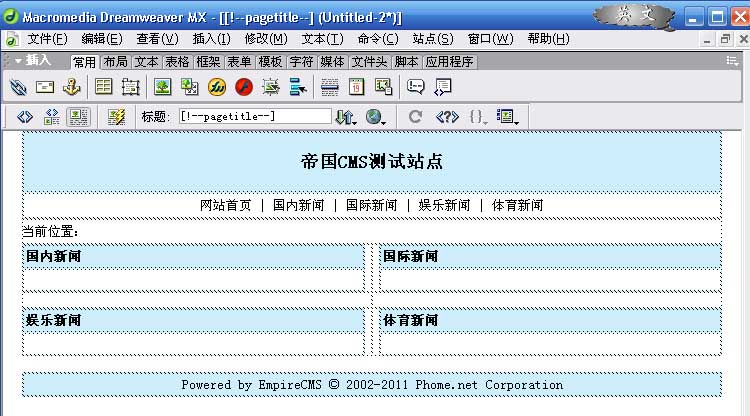 Macromedia Dreamweaver MX - [[!--pagetitle--] (Untitled-2*)]
英 文
文件(F) 编辑(E) 查看(V) 插入(I) 修改(M) 文本(T) 命令(C) 站点(S) 窗口(W) 帮助(H)
插入 常用 布局 文本 表格 框架 表单 模板 字符 媒体 文件头 脚本 应用程序
标题: [!--pagetitle--]
帝国CMS测试站点
网站首页 | 国内新闻 | 国际新闻 | 娱乐新闻 | 体育新闻
当前位置:
国内新闻 国际新闻
娱乐新闻 体育新闻
Powered by EmpireCMS © 2002-2011 Phome.net Corporation